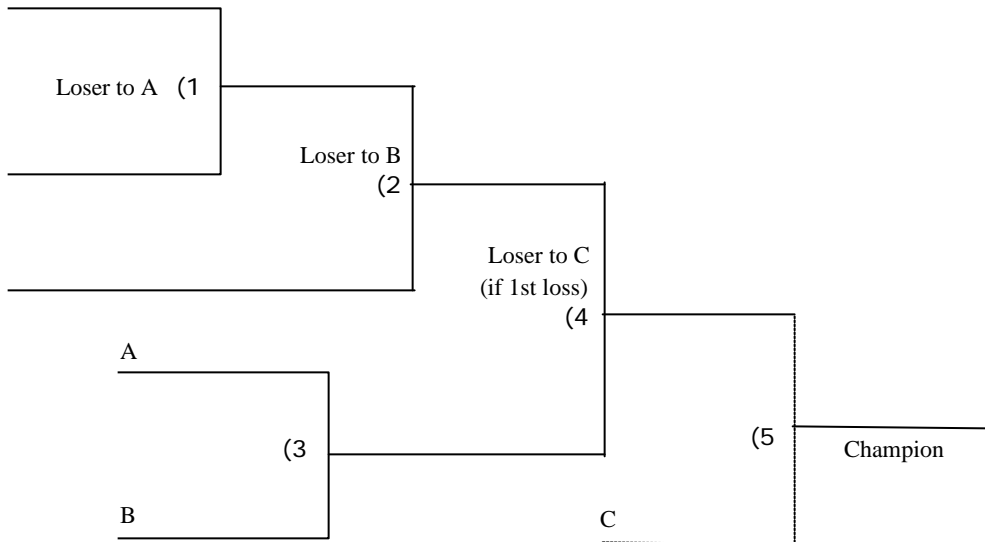 Loser to A (1
Loser to B
(2
Loser to C
(if 1st loss)
(4
A
(3
(5
Champion
B
C